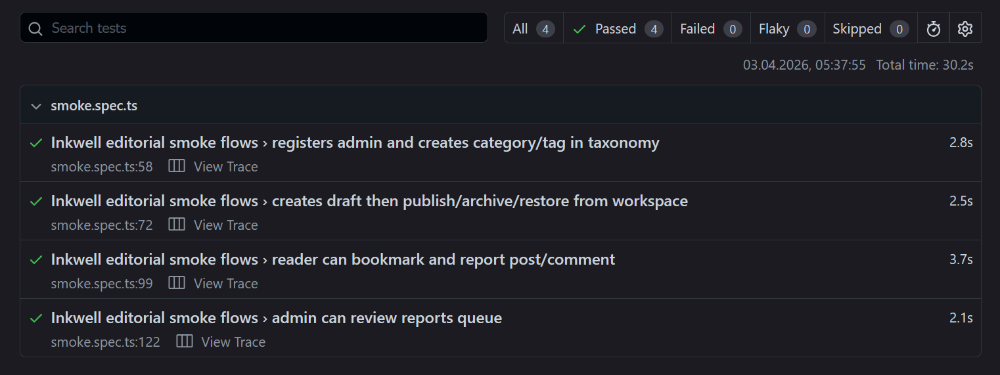 Search tests
All 4 Passed 4 Failed 0 Flaky 0 Skipped 0
03.04.2026, 05:37:55 Total time: 30.2s
smoke.spec.ts
Inkwell editorial smoke flows › registers admin and creates category/tag in taxonomy 2.8s
smoke.spec.ts:58 View Trace
Inkwell editorial smoke flows › creates draft then publish/archive/restore from workspace 2.5s
smoke.spec.ts:72 View Trace
Inkwell editorial smoke flows › reader can bookmark and report post/comment 3.7s
smoke.spec.ts:99 View Trace
Inkwell editorial smoke flows › admin can review reports queue 2.1s
smoke.spec.ts:122 View Trace